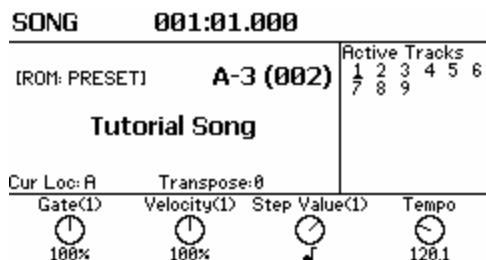 SONG 001:01.000
[ROM: PRESET] A-3 (002)
Tutorial Song
Cur Loc: A Transpose:0
Active Tracks
1 2 3 4 5 6
7 8 9
Gate(1) Velocity(1) Step Value(1) Tempo
100% 100% 120.1